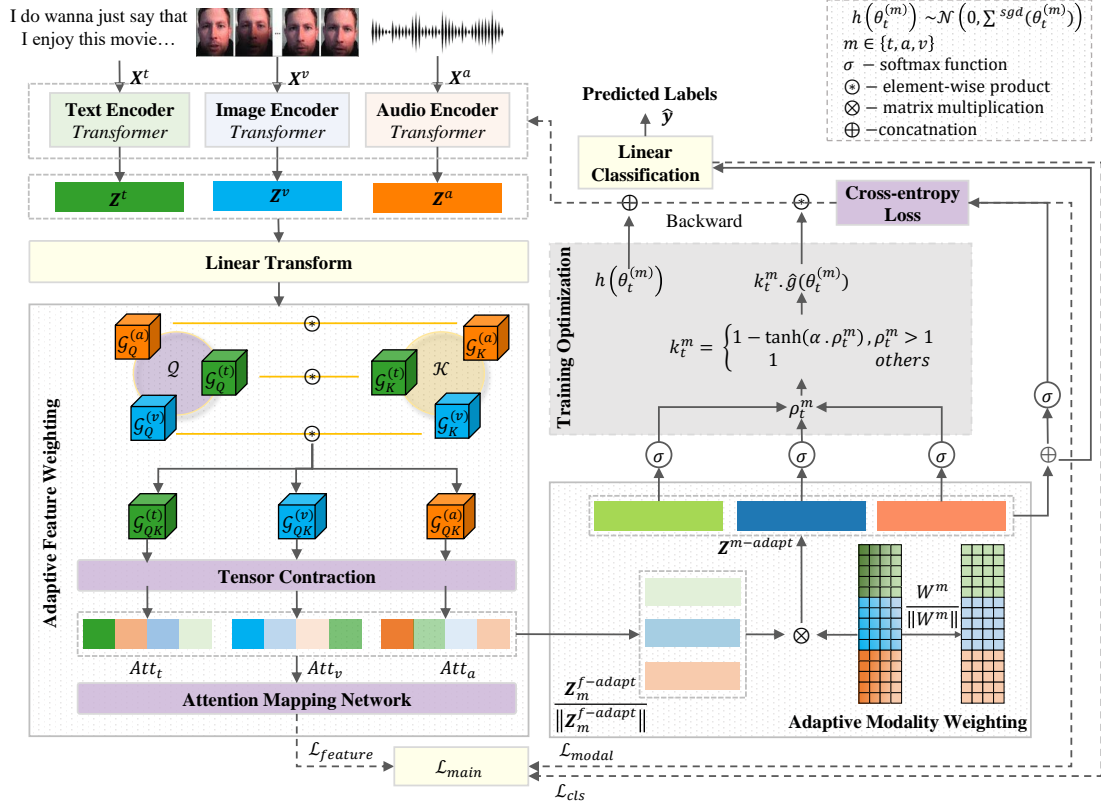 I do wanna just say that
I enjoy this movie…
...
X^t
X^v
X^a
Text Encoder
Transformer
Image Encoder
Transformer
Audio Encoder
Transformer
Z^t
Z^v
Z^a
Linear Transform
Adaptive Feature Weighting
𝒢_Q^(a)
𝒢_Q^(t)
𝒢_Q^(v)
𝒬
𝒢_K^(a)
𝒢_K^(t)
𝒢_K^(v)
𝒦
𝒢_QK^(t)
𝒢_QK^(v)
𝒢_QK^(a)
Tensor Contraction
Att_t
Att_v
Att_a
Attention Mapping Network
ℒ_feature
ℒ_main
ℒ_modal
ℒ_cls
h(θ_t^(m)) ~𝒩(0, ∑^sgd(θ_t^(m)))
m ∈ {t, a, v}
σ − softmax function
⊛ − element-wise product
⊗ − matrix multiplication
⊕ −concatnation
Predicted Labels
ŷ
Linear
Classification
Cross-entropy
Loss
Backward
Training Optimization
h(θ_t^(m))
k_t^m. ĝ(θ_t^(m))
k_t^m = {1 − tanh(α . ρ_t^m) , ρ_t^m > 1
1 others
ρ_t^m
σ
σ
σ
σ
Z^m−adapt
W^m
‖W^m‖
Z_m^f−adapt
‖Z_m^f−adapt‖
Adaptive Modality Weighting